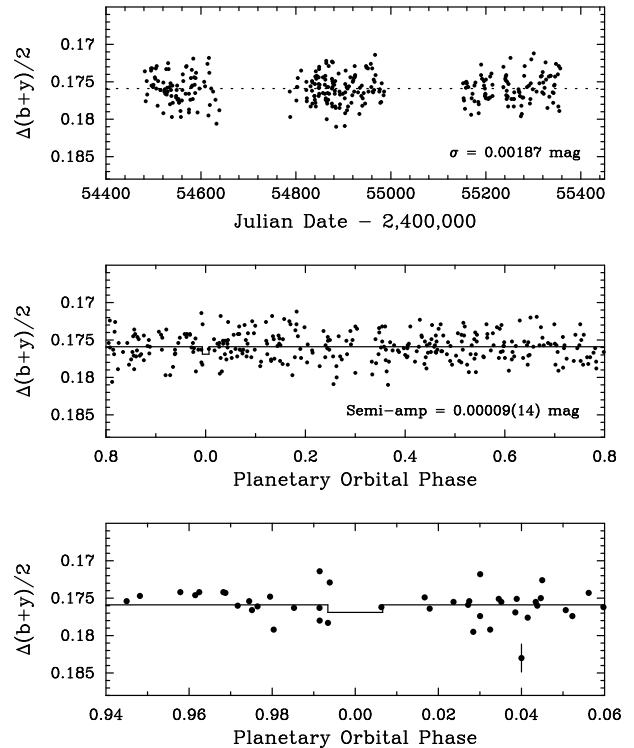 Δ(b+y)/2
0.17
0.175
0.18
0.185
σ = 0.00187 mag
54400 54600 54800 55000 55200 55400
Julian Date − 2,400,000
Δ(b+y)/2
0.17
0.175
0.18
0.185
Semi-amp = 0.00009(14) mag
0.8 0.0 0.2 0.4 0.6 0.8
Planetary Orbital Phase
Δ(b+y)/2
0.17
0.175
0.18
0.185
0.94 0.96 0.98 0.00 0.02 0.04 0.06
Planetary Orbital Phase